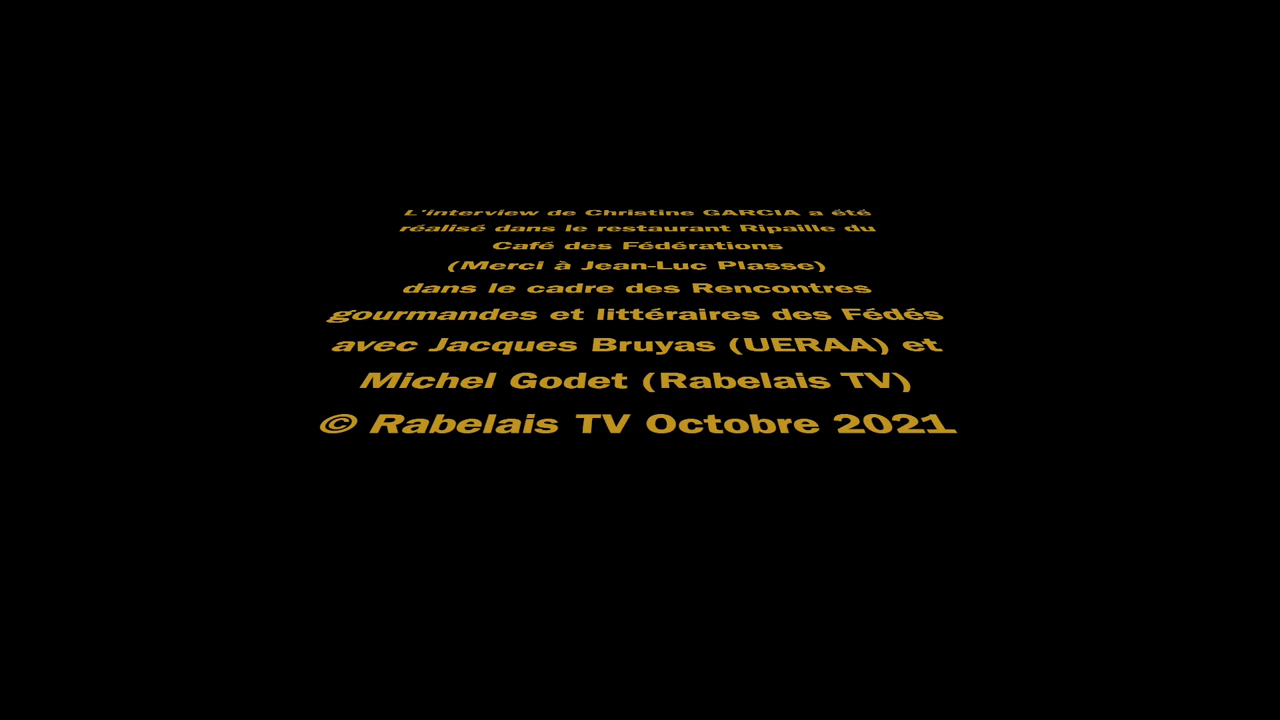 L'interview de Christine GARCIA a été
réalisé dans le restaurant Ripaille du
Café des Fédérations
(Merci à Jean-Luc Plasse)
dans le cadre des Rencontres
gourmandes et littéraires des Fédés
avec Jacques Bruyas (UERAA) et
Michel Godet (Rabelais TV)
© Rabelais TV Octobre 2021